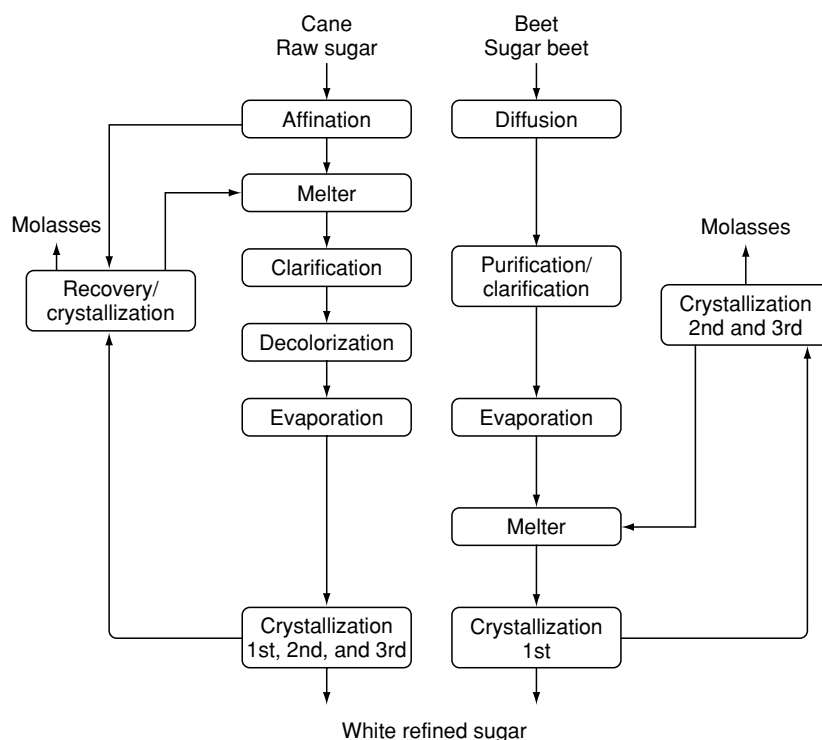 Cane
Raw sugar
Beet
Sugar beet
Affination
Diffusion
Melter
Molasses
Molasses
Clarification
Purification/
clarification
Recovery/
crystallization
Crystallization
2nd and 3rd
Decolorization
Evaporation
Evaporation
Melter
Crystallization
1st, 2nd, and 3rd
Crystallization
1st
White refined sugar